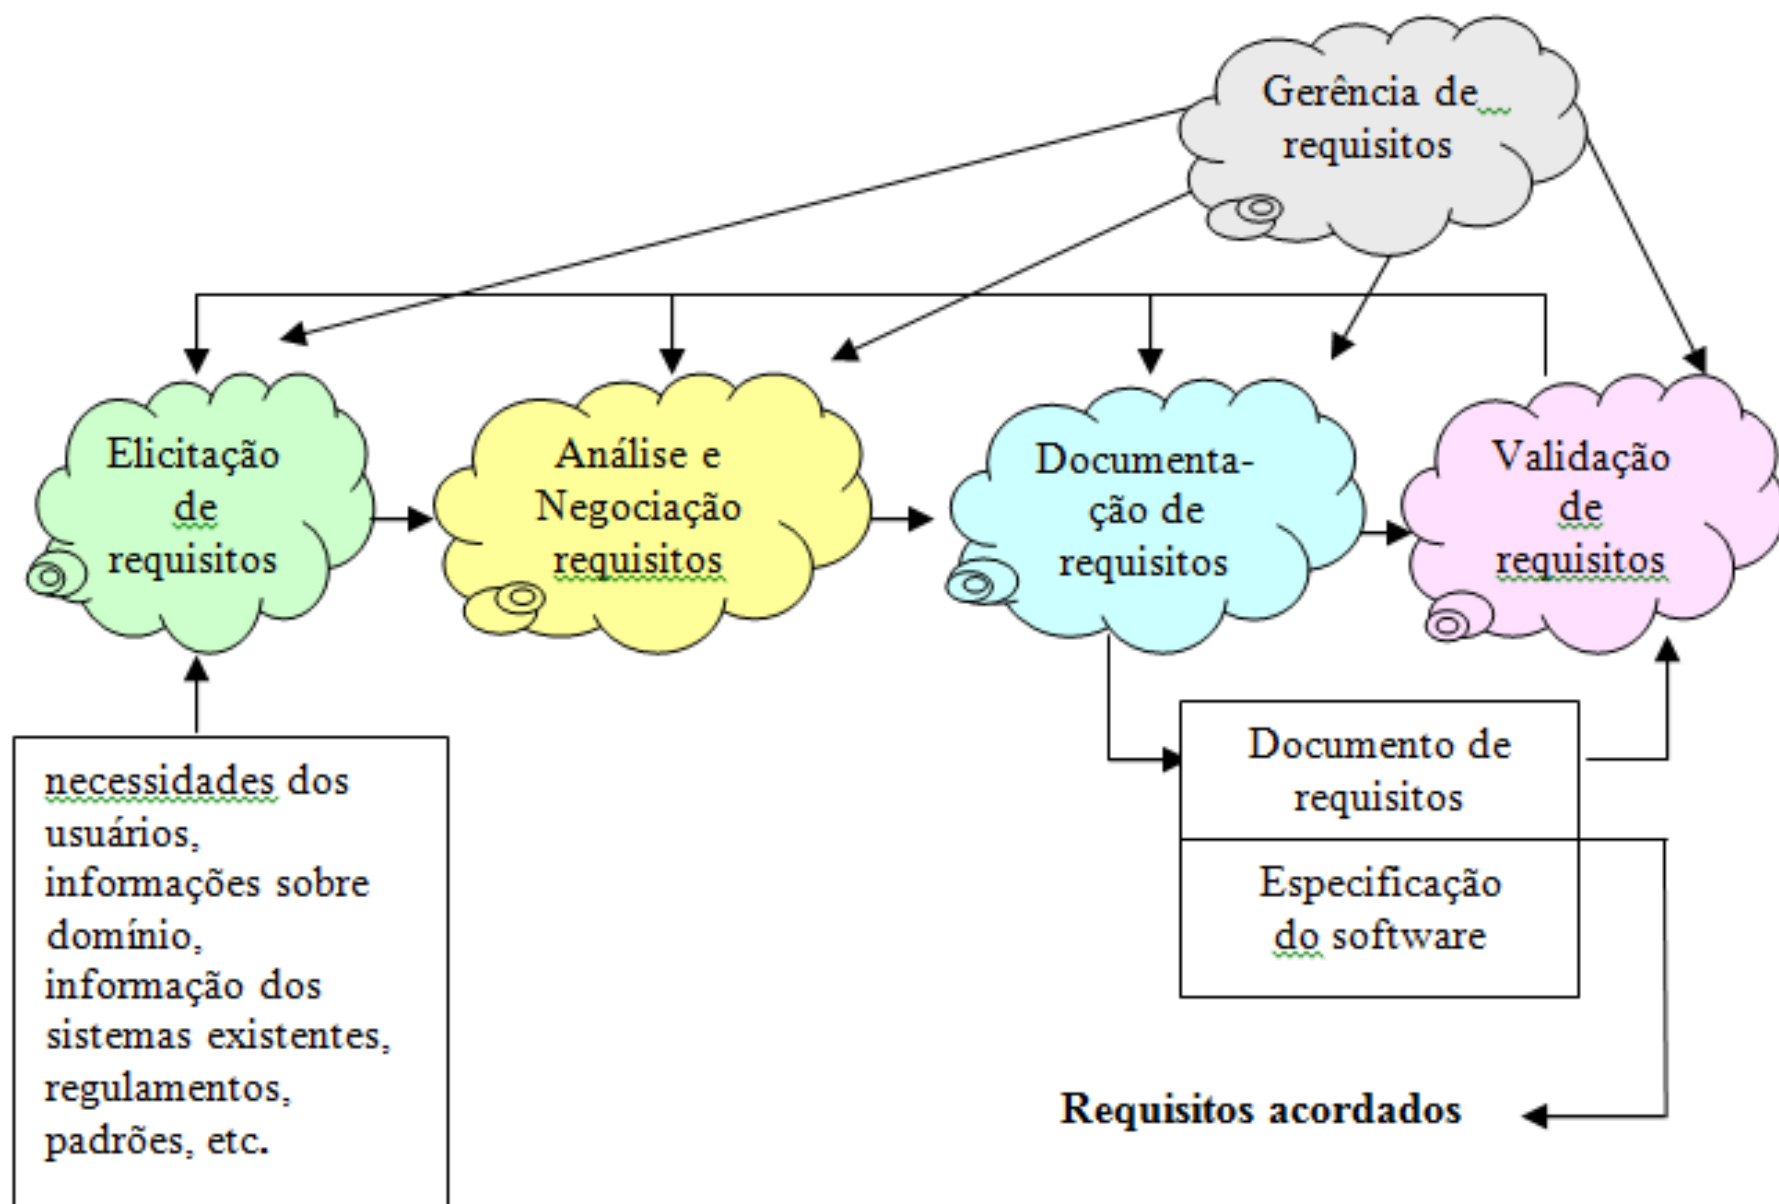 Gerência de
requisitos
Elicitação
de
requisitos
Análise e
Negociação
requisitos
Documenta-
ção de
requisitos
Validação
de
requisitos
necessidades dos
usuários,
informações sobre
domínio,
informação dos
sistemas existentes,
regulamentos,
padrões, etc.
Documento de
requisitos
Especificação
do software
Requisitos acordados